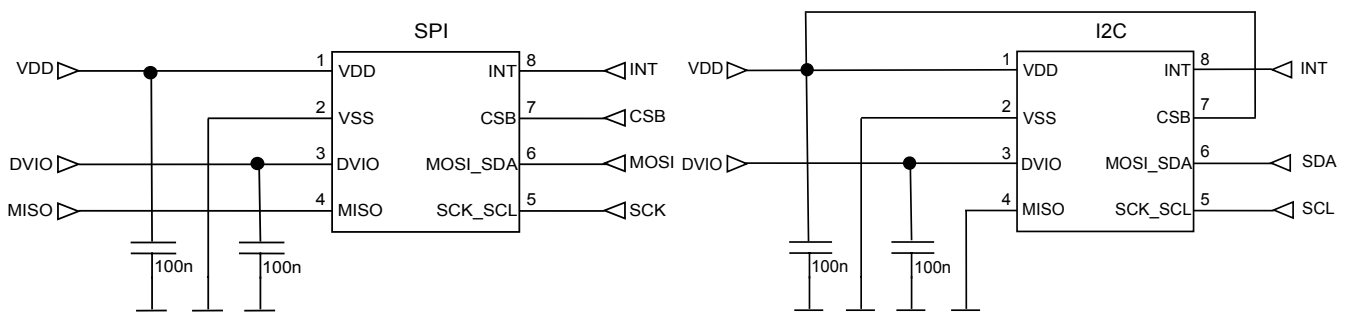 SPI
VDD 1 VDD INT 8 INT
2 VSS CSB 7 CSB
DVIO 3 DVIO MOSI_SDA 6 MOSI
MISO 4 MISO SCK_SCL 5 SCK
100n 100n
I2C
VDD 1 VDD INT 8 INT
2 VSS CSB 7
DVIO 3 DVIO MOSI_SDA 6 SDA
4 MISO SCK_SCL 5 SCL
100n 100n